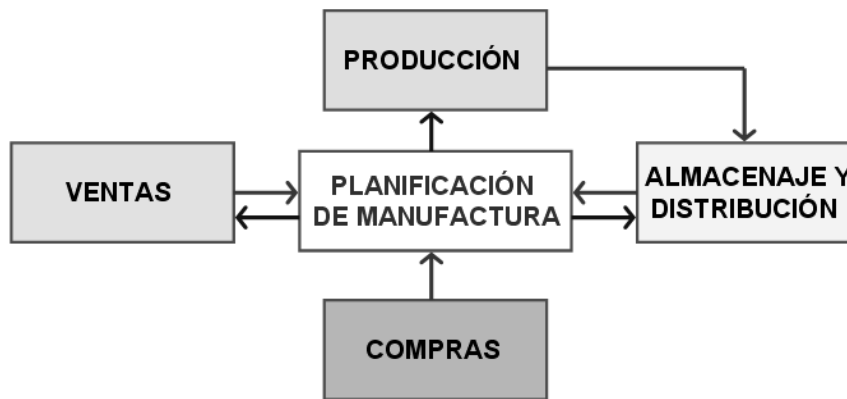 PRODUCCIÓN
VENTAS
PLANIFICACIÓN
DE MANUFACTURA
ALMACENAJE Y
DISTRIBUCIÓN
COMPRAS